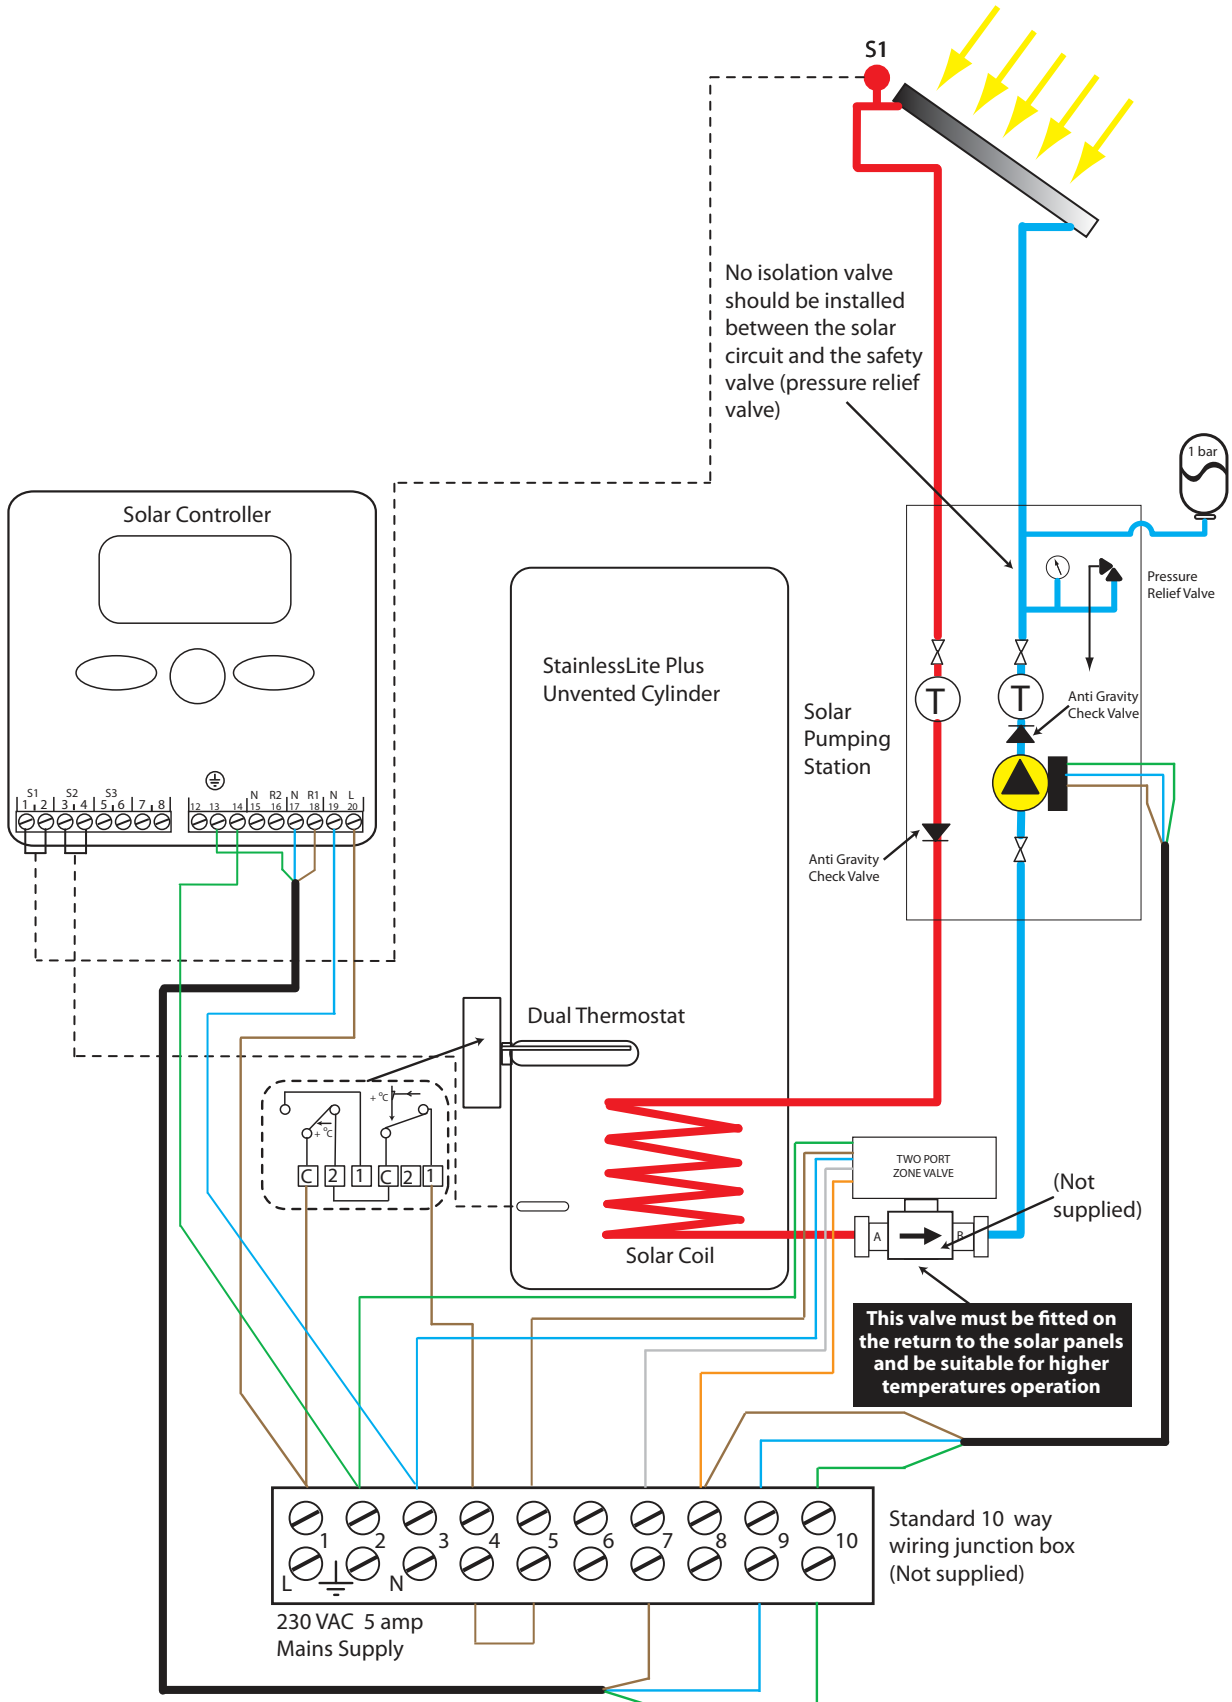 S1
No isolation valve
should be installed
between the solar
circuit and the safety
valve (pressure relief
valve)
1 bar
Solar Controller
Pressure
Relief Valve
StainlessLite Plus
Unvented Cylinder
T
T
Anti Gravity
Check Valve
Solar
Pumping
Station
S1 S2 S3
1 2 3 4 5 6 7 8
N R2 N R1 N L
12 13 14 15 16 17 18 19 20
Anti Gravity
Check Valve
Dual Thermostat
+ °C
+ °C
C 2 1 C 2 1
TWO PORT
ZONE VALVE
(Not
supplied)
A
B
Solar Coil
This valve must be fitted on
the return to the solar panels
and be suitable for higher
temperatures operation
1 2 3 4 5 6 7 8 9 10
L N
Standard 10 way
wiring junction box
(Not supplied)
230 VAC 5 amp
Mains Supply